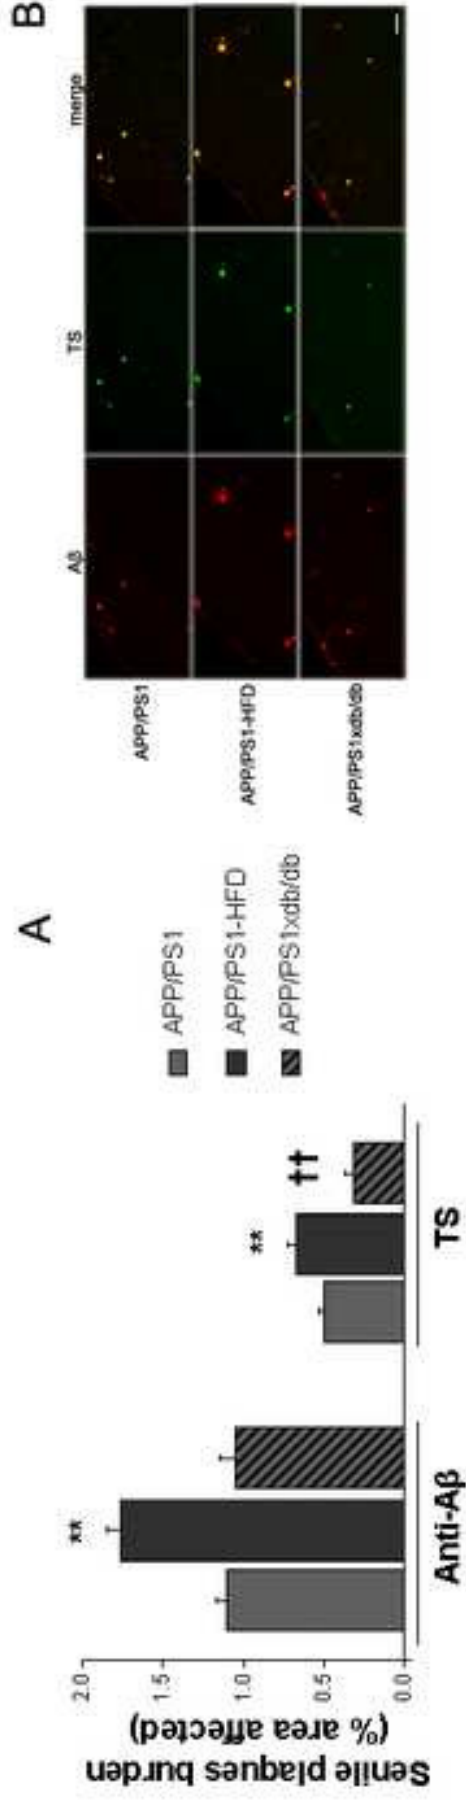 A
Senile plaques burden
(% area affected)
2.0
1.5
1.0
0.5
0.0
**
**
††
Anti-Aβ
TS
APP/PS1
APP/PS1-HFD
APP/PS1xdb/db
B
Aβ
TS
merge
APP/PS1
APP/PS1-HFD
APP/PS1xdb/db